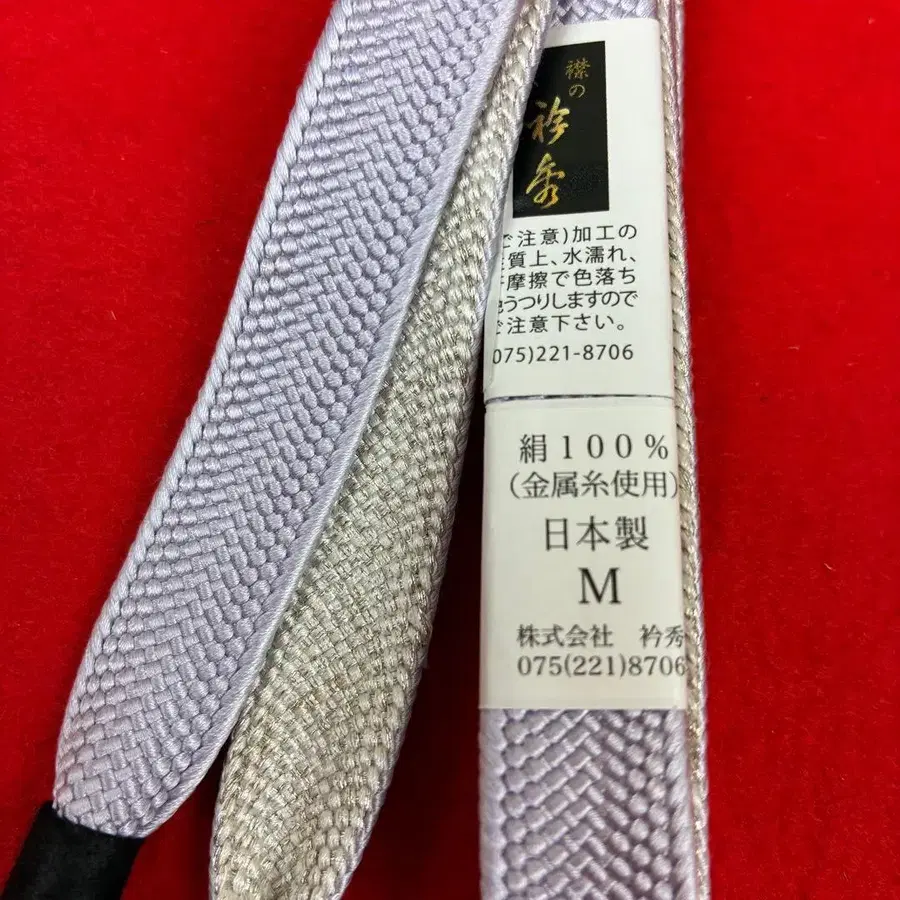 襟の
衿秀
ご注意)加工の
質上、水濡れ、
摩擦で色落ち
色うつりしますので
ご注意下さい。
075)221-8706
絹100%
(金属糸使用)
日本製
M
株式会社 衿秀
075(221)8706